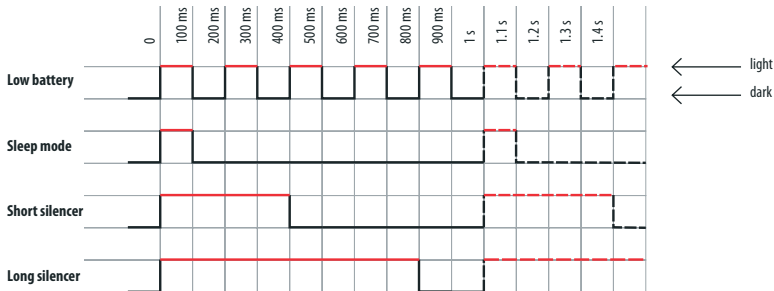 0
100 ms
200 ms
300 ms
400 ms
500 ms
600 ms
700 ms
800 ms
900 ms
1 s
1.1 s
1.2 s
1.3 s
1.4 s
Low battery
light
dark
Sleep mode
Short silencer
Long silencer